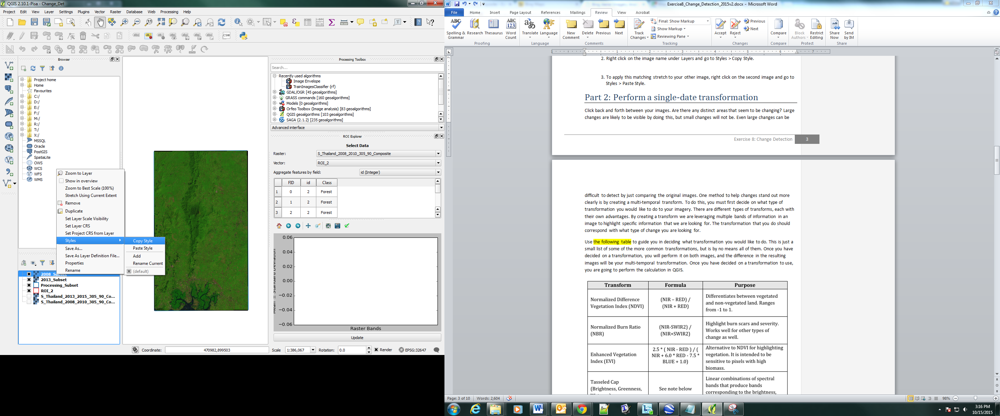 QGIS 2.10.1-Pisa - Change_Det
Project Edit View Layer Settings Plugins Vector Raster Database Web Processing Help
Browser
Project home
Home
Favourites
C:/
D:/
E:/
F:/
M:/
R:/
T:/
X:/
MSSQL
Oracle
PostGIS
SpatiaLite
OWS
WCS
WFS
WMS
Zoom to Layer
Show in overview
Zoom to Best Scale (100%)
Stretch Using Current Extent
Remove
Duplicate
Set Layer Scale Visibility
Set Layer CRS
Set Project CRS from Layer
Styles
Save As...
Save As Layer Definition File...
Properties
Rename
Copy Style
Paste Style
Add
Rename Current
(default)
2008_Subset
2013_Subset
Processing_Subset
ROI_2
S_Thailand_2013_2015_305_90_Co...
S_Thailand_2008_2010_305_90_Co...
Processing Toolbox
Search...
Recently used algorithms
Image Envelope
TrainImagesClassifier (rf)
GDAL/OGR [45 geoalgorithms]
GRASS commands [160 geoalgorithms]
Models [0 geoalgorithms]
Orfeo Toolbox (Image analysis) [83 geoalgorithms]
QGIS geoalgorithms [103 geoalgorithms]
SAGA (2.1.2) [235 geoalgorithms]
Advanced interface
ROI Explorer
Select Data
Raster: S_Thailand_2008_2010_305_90_Composite
Vector: ROI_2
Aggregate features by field: id (Integer)
FID id Class
1 0 2 Forest
2 1 2 Forest
3 2 2 Forest
0.06
0.04
0.02
0.00
−0.02
−0.04
−0.06
Mean Standard Deviation
Raster Bands
Update
Coordinate: 470982,899503 Scale 1:386,067 Rotation: 0.0 Render EPSG:32647
Exercise8_Change_Detection_2015v2.docx - Microsoft Word
File Home Insert Page Layout References Mailings Review View Acrobat
Spelling & Grammar Research Thesaurus Word Count Translate Language New Comment Delete Previous Next Track Changes Final: Show Markup Show Markup Reviewing Pane Accept Reject Previous Next Compare Block Authors Restrict Editing Share Now Send by IM
Proofing Language Comments Tracking Changes Compare Protect Share
1 1 2 3 4 5 6 7
2. Right click on the image name under Layers and go to Styles > Copy Style.
3. To apply this matching stretch to your other image, right click on the second image and go to
Styles > Paste Style.
Part 2: Perform a single-date transformation
Click back and forth between your images. Are there any distinct areas that seem to be changing? Large
changes are likely to be visible by doing this, but small changes will not be. Even large changes can be
Exercise 8: Change Detection 3
difficult to detect by just comparing the original images. One method to help changes stand out more
clearly is by creating a multi-temporal transform. To do this, you must first decide on what type of
transformation you would like to do to your imagery. There are different types of transforms, each with
their own advantages. By creating a transform we are leveraging multiple bands of information in an
image to highlight specific information that we are looking for. The transformation that you do should
correspond with what type of change you are looking for.
Use the following table to guide you in deciding what transformation you would like to do. This is just a
small list of some of the more common transformations, but is by no means all of them. Once you have
decided on a transformation, you will perform it on both images, and the difference in the resulting
images will be your multi-temporal transformation. Once you have decided on a transformation to use,
you are going to perform the calculation in QGIS.
Transform Formula Purpose
Normalized Difference
Vegetation Index (NDVI)
(NIR – RED) /
(NIR + RED)
Differentiates between vegetated
and non-vegetated land. Ranges
from -1 to 1.
Normalized Burn Ratio
(NBR)
(NIR-SWIR2) /
(NIR+SWIR2)
Highlight burn scars and severity.
Works well for other types of
change as well.
Enhanced Vegetation
Index (EVI)
2.5 * ( NIR - RED ) / (
NIR + 6.0 * RED - 7.5 *
BLUE + 1.0)
Alternative to NDVI for highlighting
vegetation. It is intended to be
sensitive to pixels with high
biomass.
Tasseled Cap
(Brightness, Greenness,
See note below
Linear combinations of spectral
bands that produce bands
corresponding to the brightness,
Page: 3 of 10 Words: 2,604 98%
3:16 PM
10/15/2015